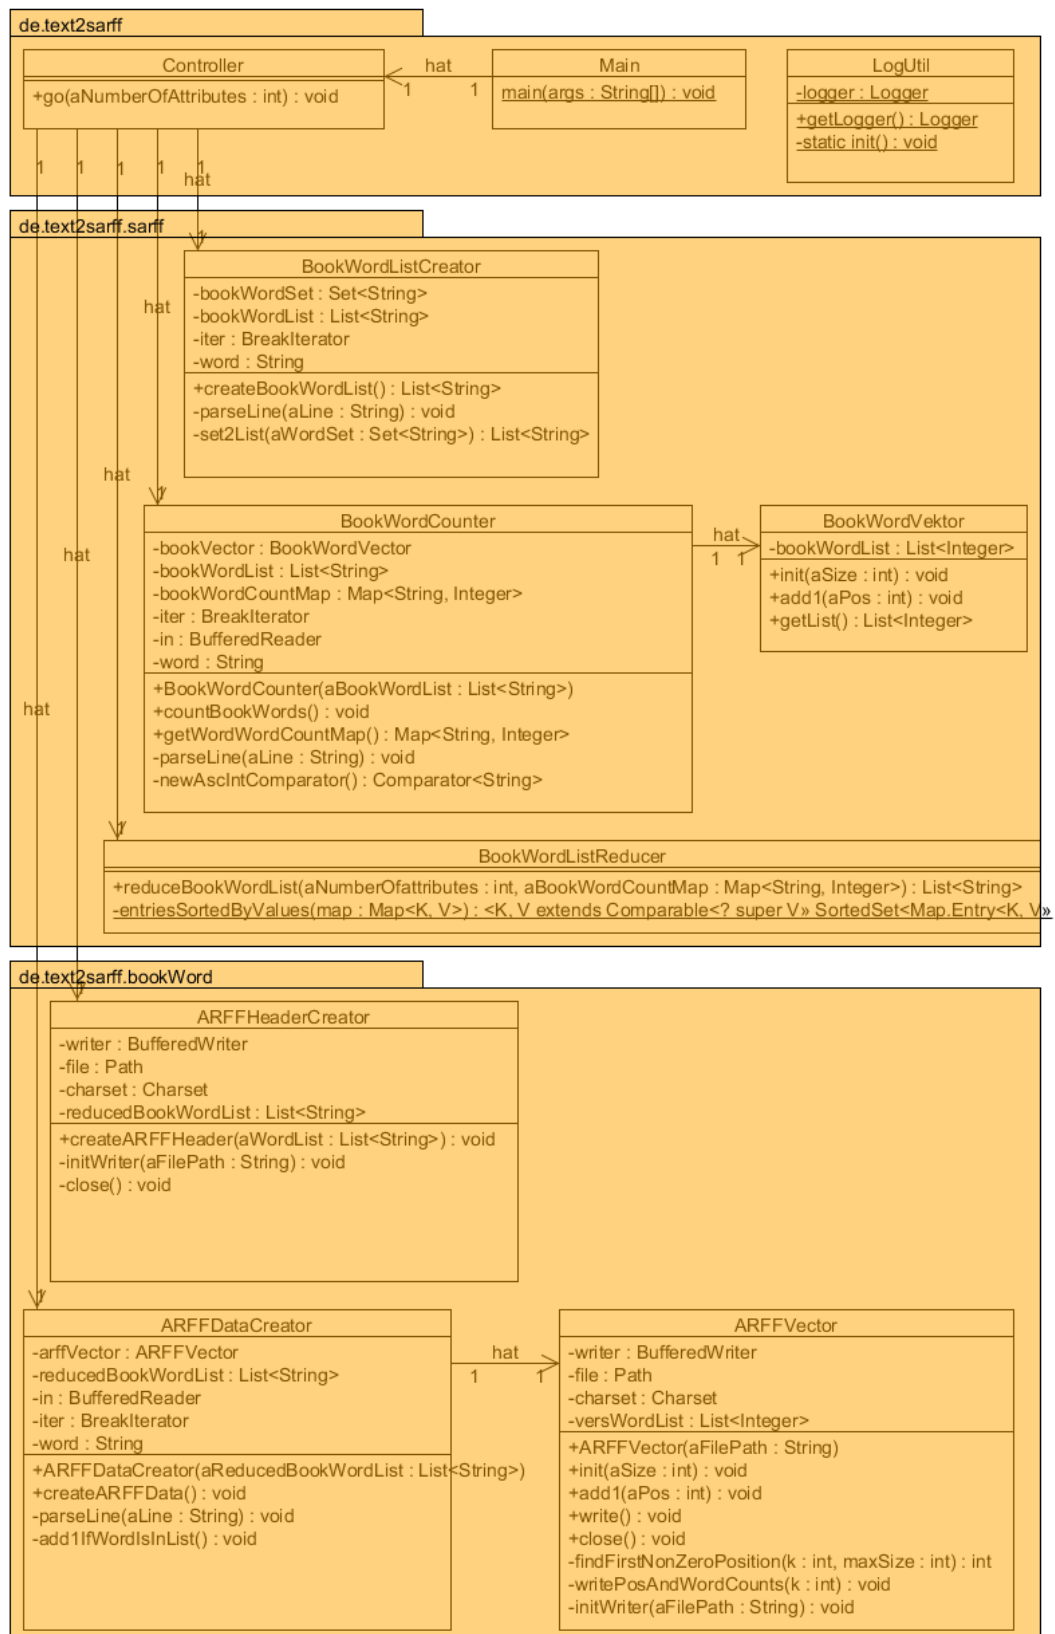 de.text2sarff
Controller
+go(aNumberOfAttributes : int) : void
hat
1
1
Main
main(args : String[]) : void
LogUtil
-logger : Logger
+getLogger() : Logger
-static init() : void
1
1
1
1
1
hat
de.text2sarff.sarff
1
BookWordListCreator
-bookWordSet : Set<String>
-bookWordList : List<String>
-iter : BreakIterator
-word : String
+createBookWordList() : List<String>
-parseLine(aLine : String) : void
-set2List(aWordSet : Set<String>) : List<String>
hat
hat
1
BookWordCounter
-bookVector : BookWordVector
-bookWordList : List<String>
-bookWordCountMap : Map<String, Integer>
-iter : BreakIterator
-in : BufferedReader
-word : String
+BookWordCounter(aBookWordList : List<String>)
+countBookWords() : void
+getWordWordCountMap() : Map<String, Integer>
-parseLine(aLine : String) : void
-newAscIntComparator() : Comparator<String>
hat
1
1
BookWordVektor
-bookWordList : List<Integer>
+init(aSize : int) : void
+add1(aPos : int) : void
+getList() : List<Integer>
hat
hat
1
BookWordListReducer
+reduceBookWordList(aNumberOfattributes : int, aBookWordCountMap : Map<String, Integer>) : List<String>
-entriesSortedByValues(map : Map<K, V>) : <K, V extends Comparable<? super V» SortedSet<Map.Entry<K, V»
de.text2sarff.bookWord
1
ARFFHeaderCreator
-writer : BufferedWriter
-file : Path
-charset : Charset
-reducedBookWordList : List<String>
+createARFFHeader(aWordList : List<String>) : void
-initWriter(aFilePath : String) : void
-close() : void
1
ARFFDataCreator
-arffVector : ARFFVector
-reducedBookWordList : List<String>
-in : BufferedReader
-iter : BreakIterator
-word : String
+ARFFDataCreator(aReducedBookWordList : List<String>)
+createARFFData() : void
-parseLine(aLine : String) : void
-add1IfWordIsInList() : void
hat
1
1
ARFFVector
-writer : BufferedWriter
-file : Path
-charset : Charset
-versWordList : List<Integer>
+ARFFVector(aFilePath : String)
+init(aSize : int) : void
+add1(aPos : int) : void
+write() : void
+close() : void
-findFirstNonZeroPosition(k : int, maxSize : int) : int
-writePosAndWordCounts(k : int) : void
-initWriter(aFilePath : String) : void